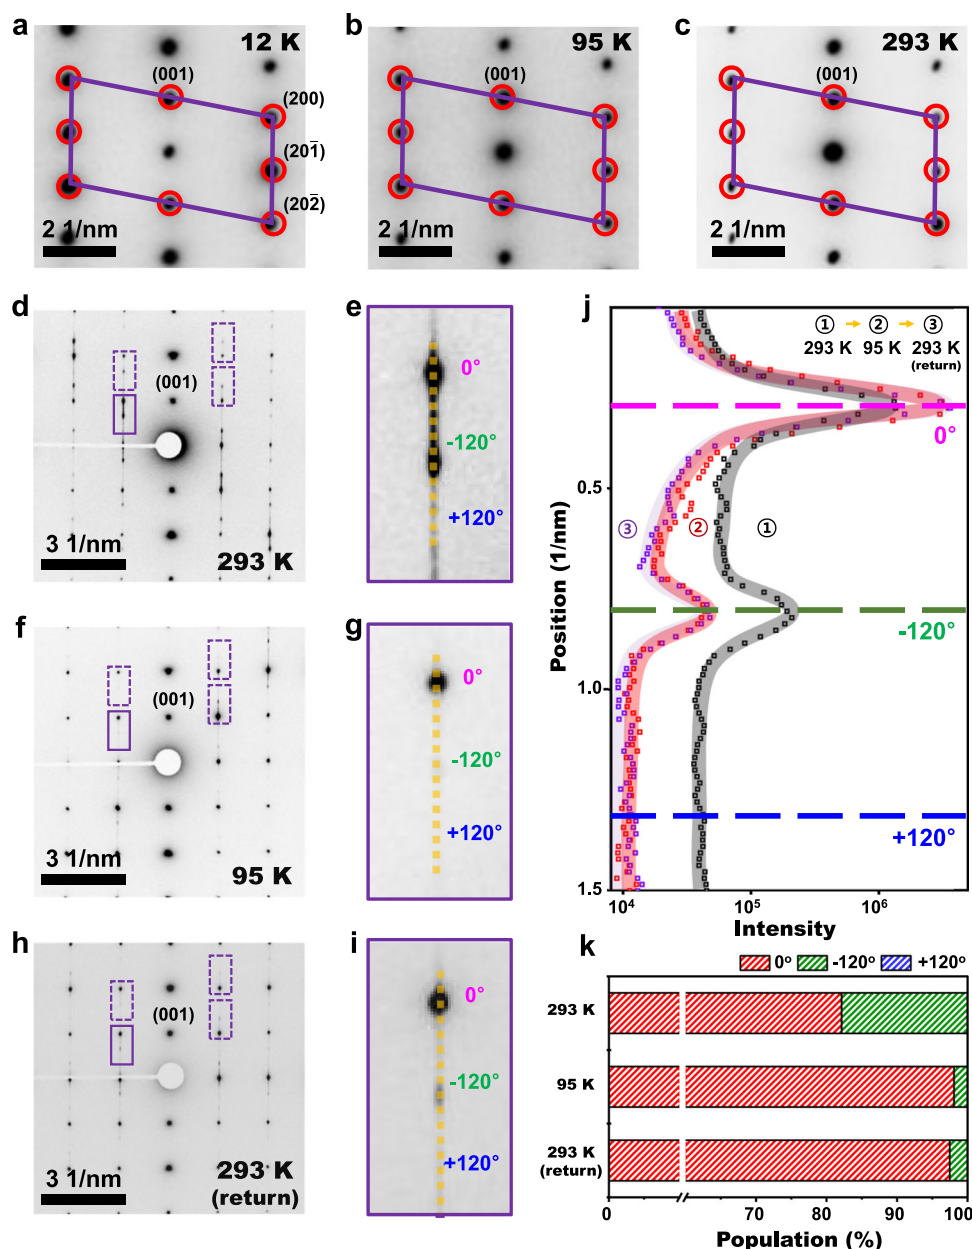 a
12 K
(001)
(200)
(201̅)
(202̅)
2 1/nm
b
95 K
(001)
2 1/nm
c
293 K
(001)
2 1/nm
d
(001)
3 1/nm
293 K
e
0°
-120°
+120°
f
(001)
3 1/nm
95 K
g
0°
-120°
+120°
h
(001)
3 1/nm
293 K
(return)
i
0°
-120°
+120°
j
① → ② → ③
293 K 95 K 293 K
(return)
0°
0.5
③ ② ①
Position (1/nm)
-120°
1.0
+120°
1.5
10⁴ 10⁵ 10⁶
Intensity
k
0° -120° +120°
293 K
95 K
293 K
(return)
0 70 80 90 100
Population (%)